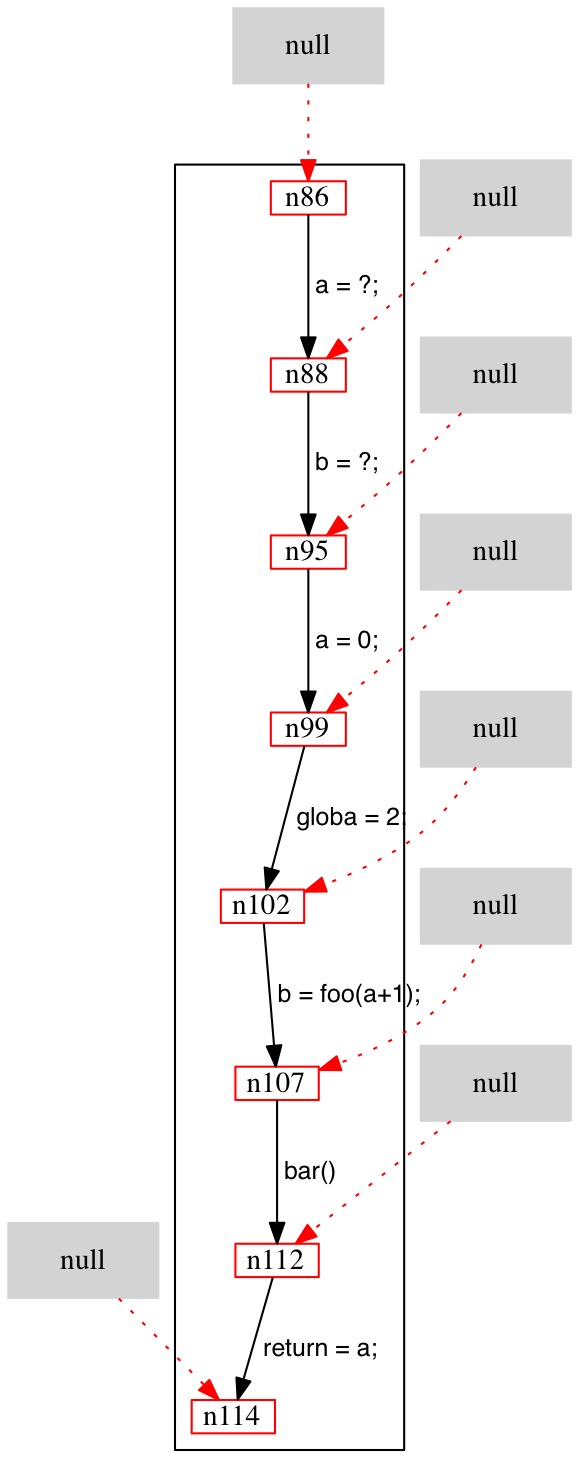 null
n86
null
a = ?;
n88
null
b = ?;
n95
null
a = 0;
n99
null
globa = 2;
n102
null
b = foo(a+1);
n107
null
bar()
n112
null
return = a;
n114